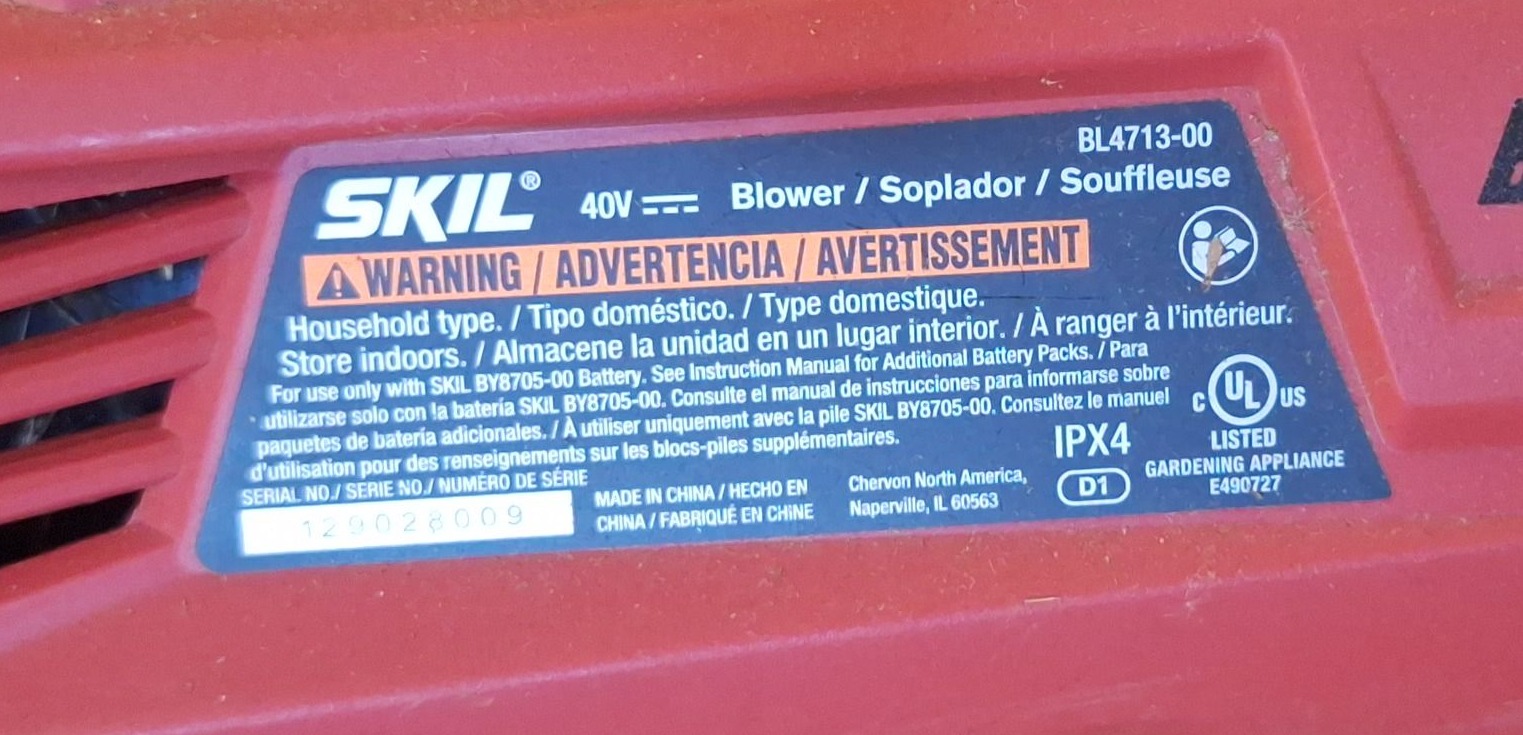 BL4713-00
SKIL® 40V Blower / Soplador / Souffleuse
WARNING / ADVERTENCIA / AVERTISSEMENT
Household type. / Tipo doméstico. / Type domestique.
Store indoors. / Almacene la unidad en un lugar interior. / À ranger à l'intérieur.
For use only with SKIL BY8705-00 Battery. See Instruction Manual for Additional Battery Packs. / Para
utilizarse solo con la batería SKIL BY8705-00. Consulte el manual de instrucciones para informarse sobre
paquetes de batería adicionales. / À utiliser uniquement avec la pile SKIL BY8705-00. Consultez le manuel
d'utilisation pour des renseignements sur les blocs-piles supplémentaires.
C UL US
LISTED
GARDENING APPLIANCE
E490727
IPX4
D1
SERIAL NO./ SERIE NO./ NUMÉRO DE SÉRIE
129028009
MADE IN CHINA / HECHO EN
CHINA / FABRIQUÉ EN CHINE
Chervon North America,
Naperville, IL 60563